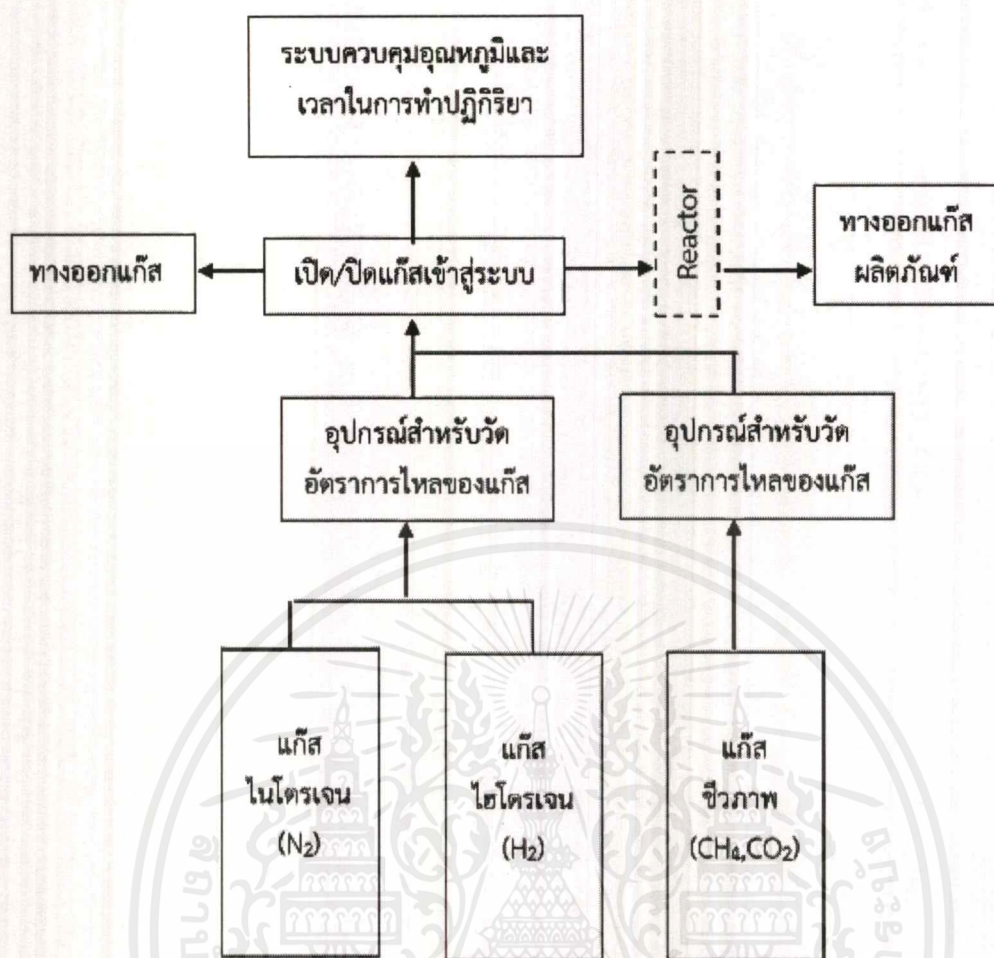 ระบบควบคุมอุณหภูมิและ
เวลาในการทำปฏิกิริยา
ทางออกแก๊ส
เปิด/ปิดแก๊สเข้าสู่ระบบ
Reactor
ทางออกแก๊ส
ผลิตภัณฑ์
อุปกรณ์สำหรับวัด
อัตราการไหลของแก๊ส
อุปกรณ์สำหรับวัด
อัตราการไหลของแก๊ส
แก๊ส
ไนโตรเจน
(N₂)
แก๊ส
ไฮโตรเจน
(H₂)
แก๊ส
ชีวภาพ
(CH₄,CO₂)